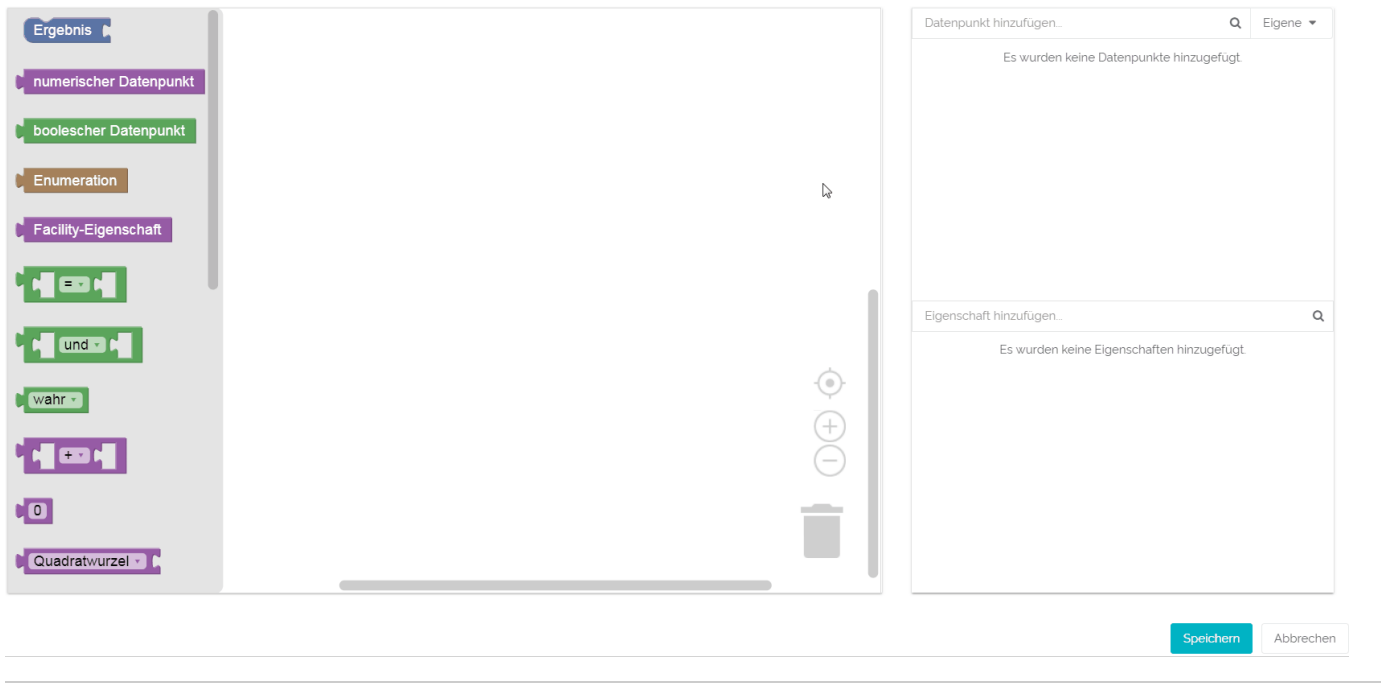 Ergebnis
numerischer Datenpunkt
boolescher Datenpunkt
Enumeration
Facility-Eigenschaft
=
und
wahr
+
0
Quadratwurzel
Datenpunkt hinzufügen...
Eigene
Es wurden keine Datenpunkte hinzugefügt.
Eigenschaft hinzufügen...
Es wurden keine Eigenschaften hinzugefügt.
Speichern
Abbrechen